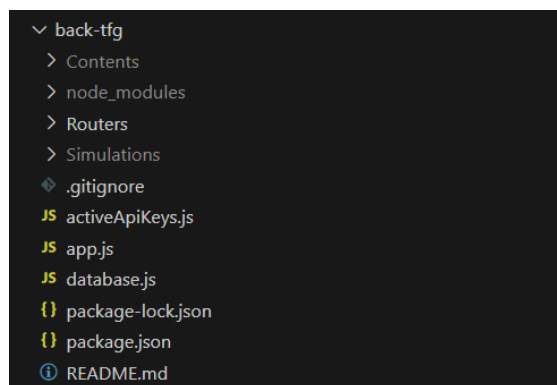 back-tfg
Contents
node_modules
Routers
Simulations
.gitignore
JS activeApiKeys.js
JS app.js
JS database.js
{} package-lock.json
{} package.json
README.md